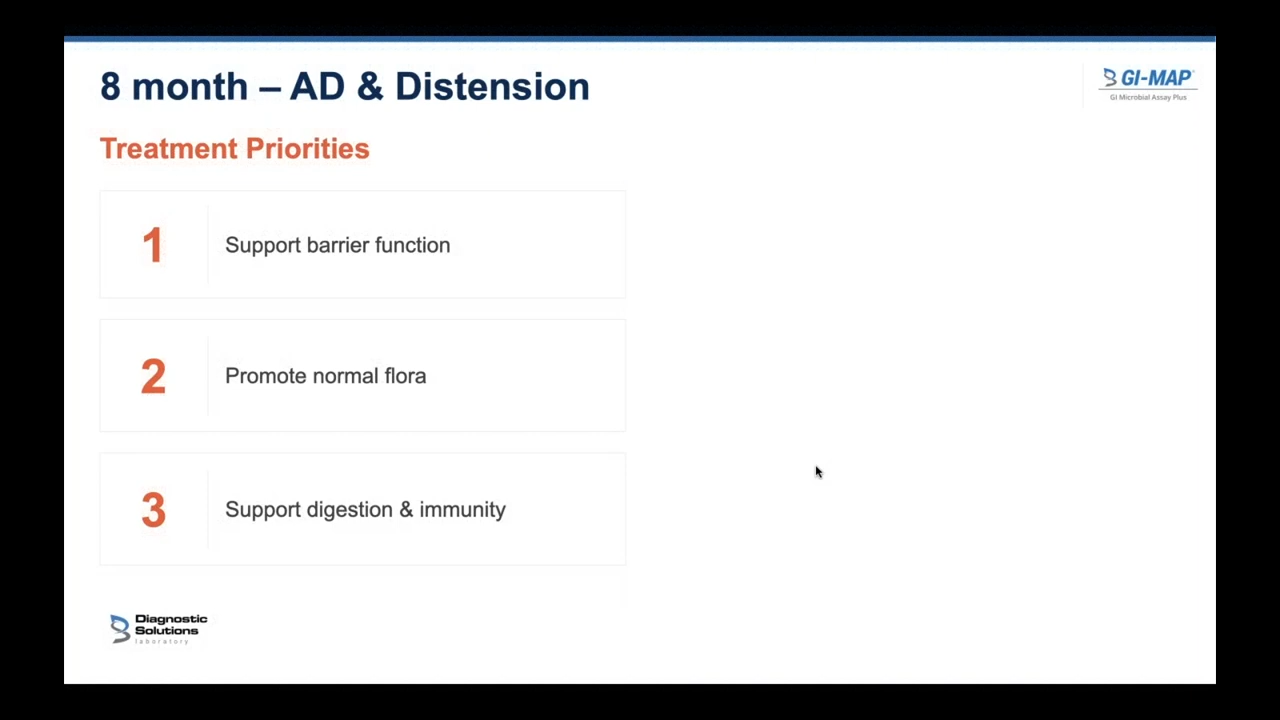 8 month – AD & Distension
GI-MAP
GI Microbial Assay Plus
Treatment Priorities
1 Support barrier function
2 Promote normal flora
3 Support digestion & immunity
Diagnostic
Solutions
laboratory